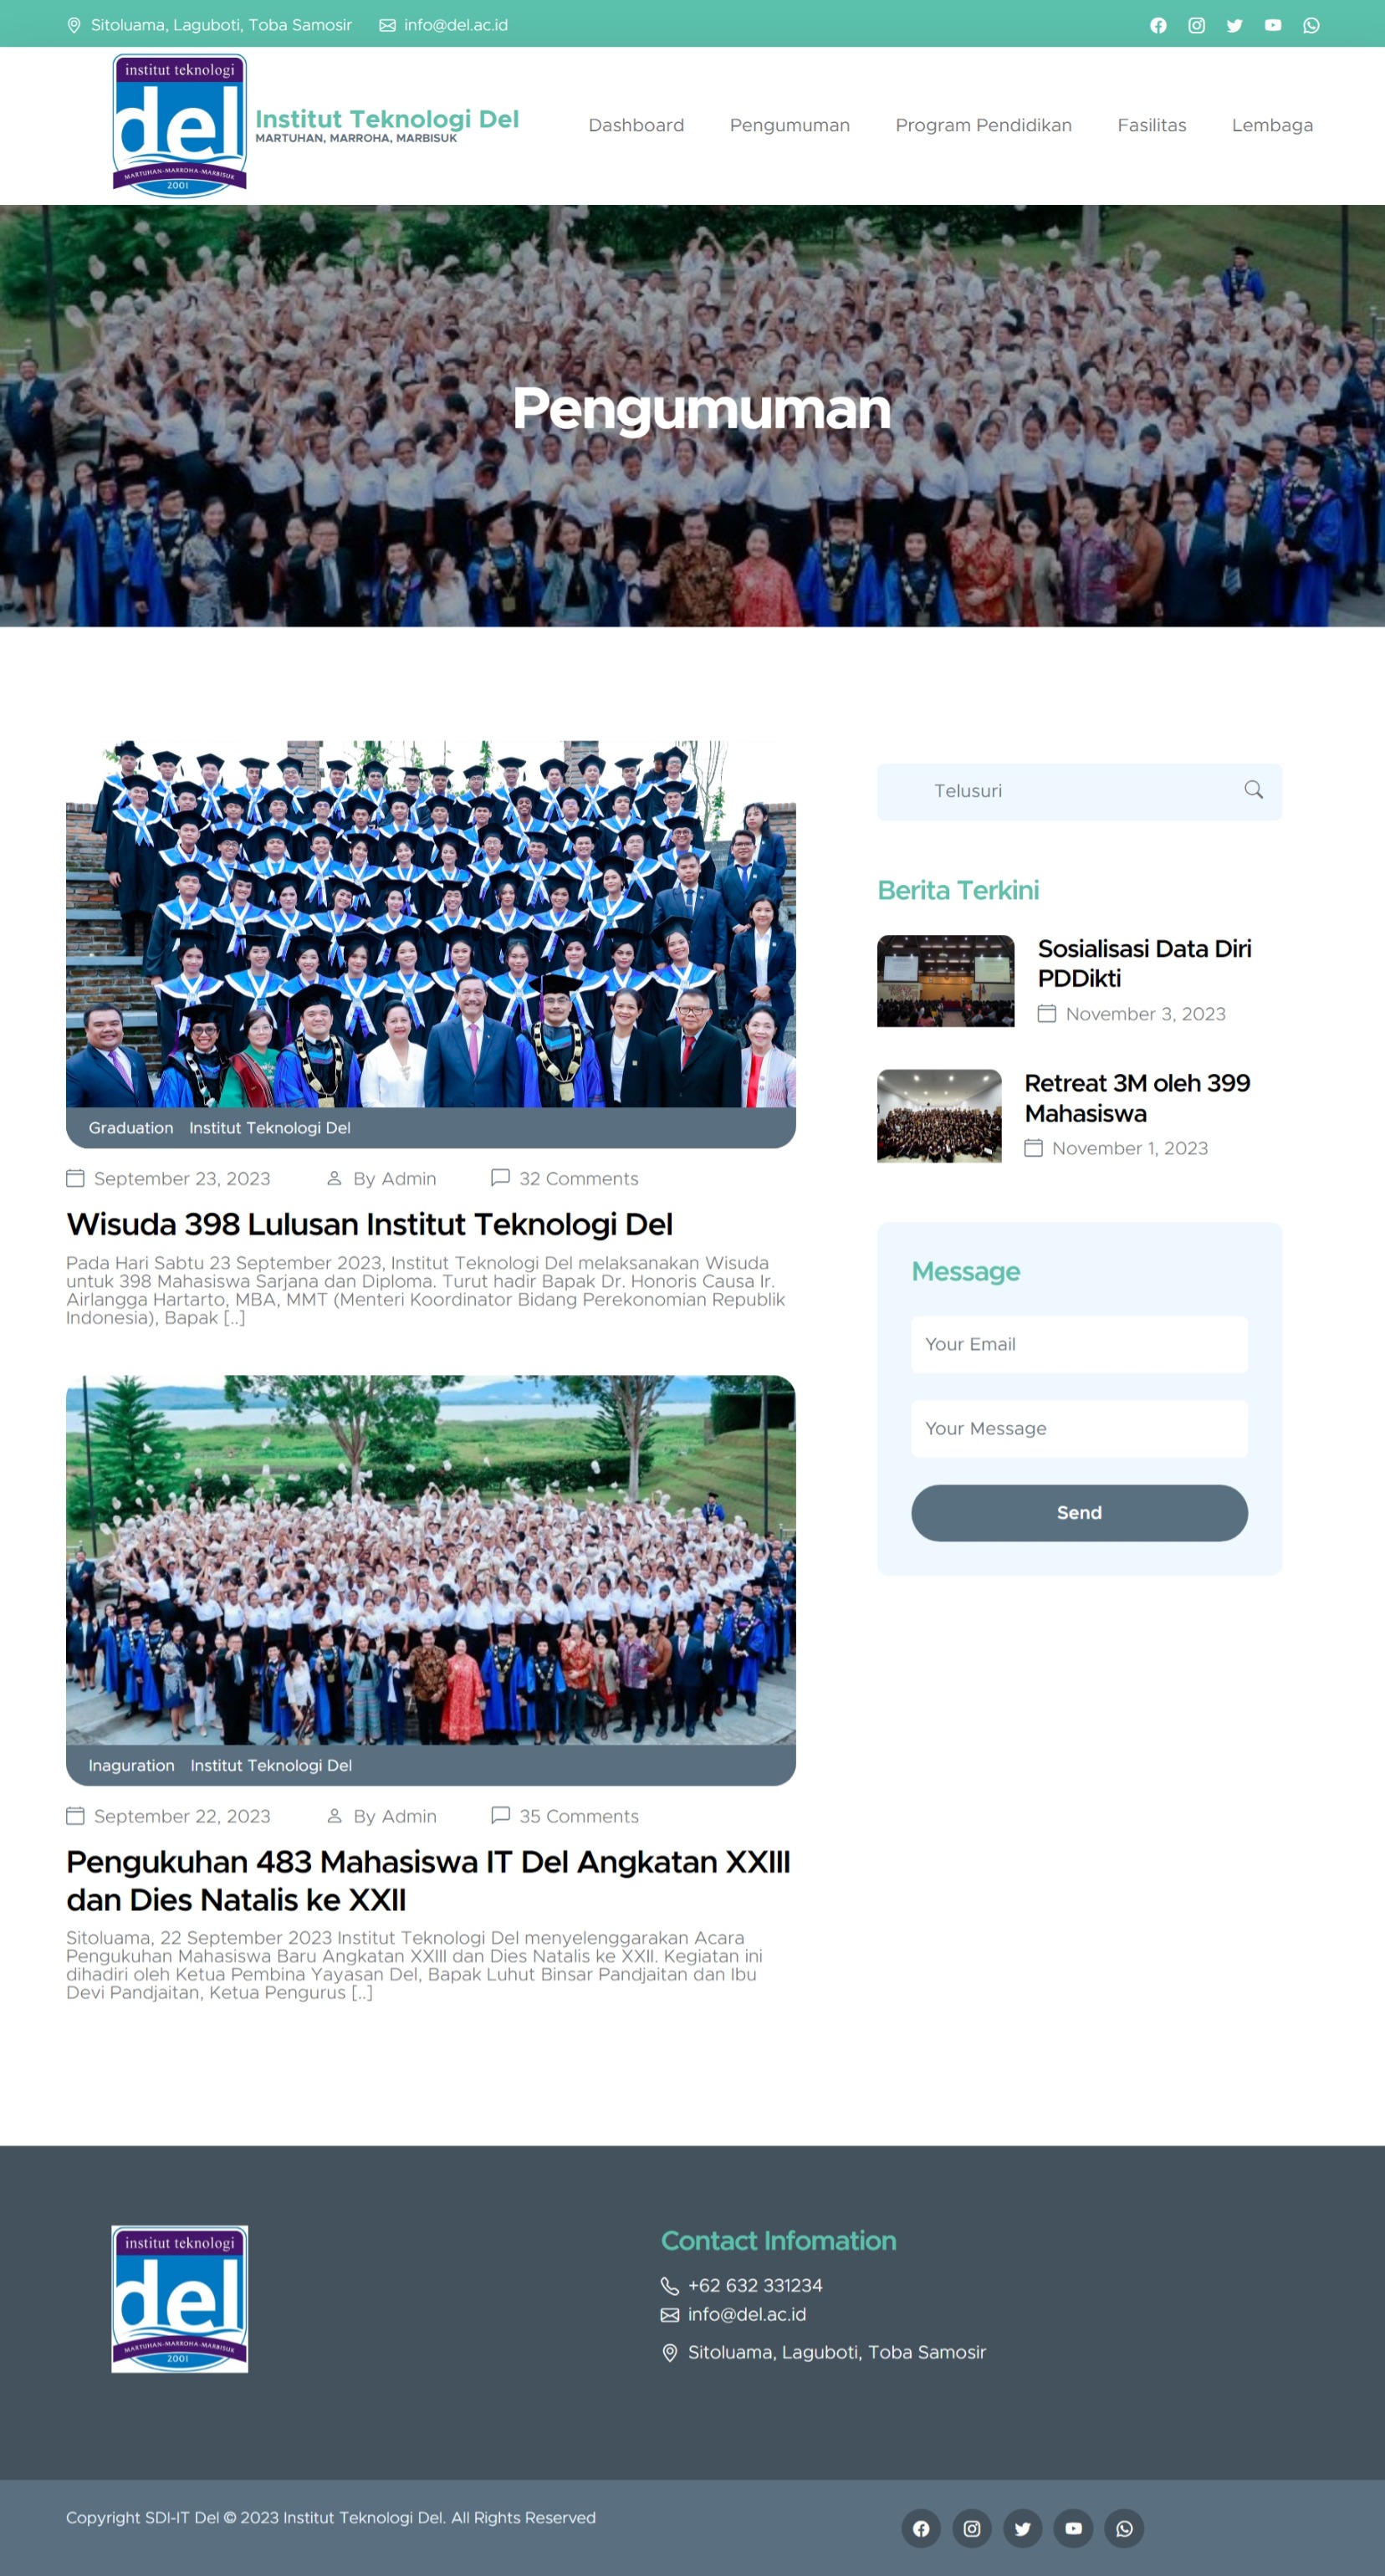 Sitoluama, Laguboti, Toba Samosir info@del.ac.id
institut teknologi
del
MARTUHAN-MARROHA-MARBISUK
2001
Institut Teknologi Del
MARTUHAN, MARROHA, MARBISUK
Dashboard Pengumuman Program Pendidikan Fasilitas Lembaga
Pengumuman
Graduation Institut Teknologi Del
September 23, 2023 By Admin 32 Comments
Wisuda 398 Lulusan Institut Teknologi Del
Pada Hari Sabtu 23 September 2023, Institut Teknologi Del melaksanakan Wisuda
untuk 398 Mahasiswa Sarjana dan Diploma. Turut hadir Bapak Dr. Honoris Causa Ir.
Airlangga Hartarto, MBA, MMT (Menteri Koordinator Bidang Perekonomian Republik
Indonesia), Bapak [..]
Inaguration Institut Teknologi Del
September 22, 2023 By Admin 35 Comments
Pengukuhan 483 Mahasiswa IT Del Angkatan XXIII
dan Dies Natalis ke XXII
Sitoluama, 22 September 2023 Institut Teknologi Del menyelenggarakan Acara
Pengukuhan Mahasiswa Baru Angkatan XXIII dan Dies Natalis ke XXII. Kegiatan ini
dihadiri oleh Ketua Pembina Yayasan Del, Bapak Luhut Binsar Pandjaitan dan Ibu
Devi Pandjaitan, Ketua Pengurus [..]
Telusuri
Berita Terkini
Sosialisasi Data Diri
PDDikti
November 3, 2023
Retreat 3M oleh 399
Mahasiswa
November 1, 2023
Message
Your Email
Your Message
Send
institut teknologi
del
MARTUHAN-MARROHA-MARBISUK
2001
Contact Infomation
+62 632 331234
info@del.ac.id
Sitoluama, Laguboti, Toba Samosir
Copyright SDI-IT Del © 2023 Institut Teknologi Del. All Rights Reserved